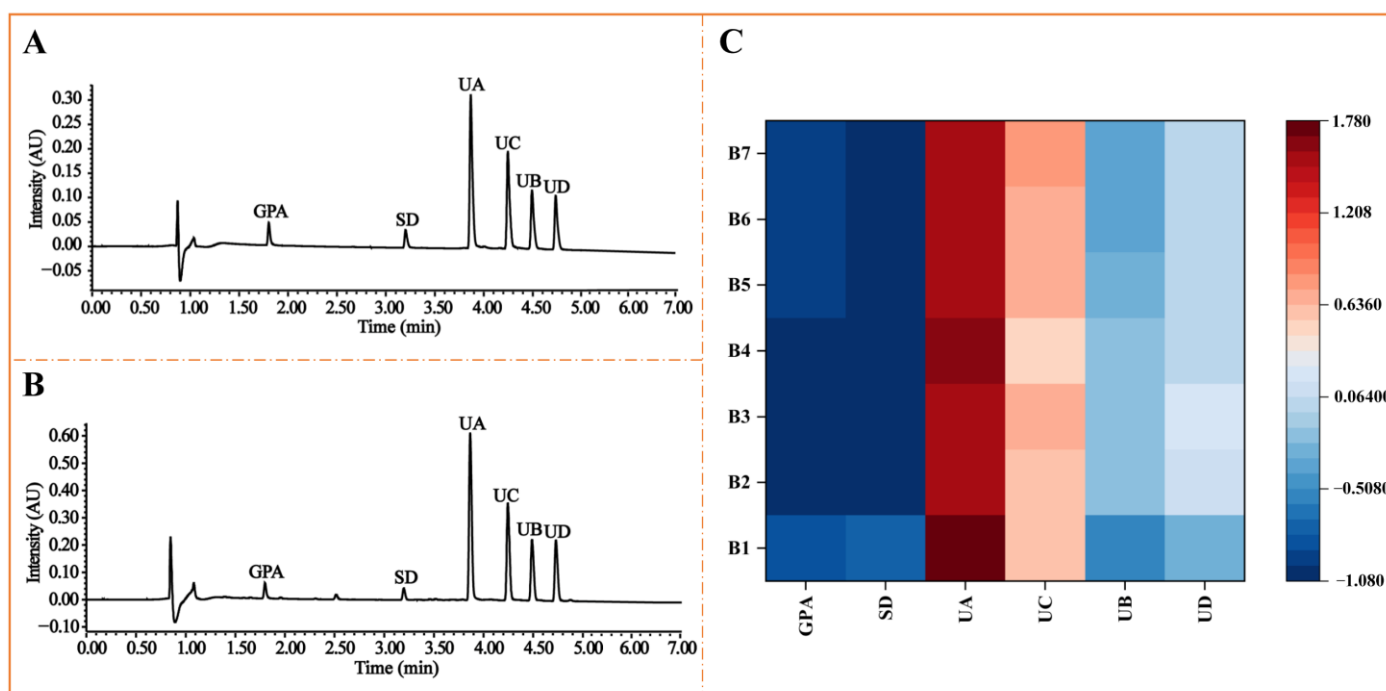 A
UA
UC
UB
UD
GPA
SD
Intensity (AU)
0.30
0.25
0.20
0.15
0.10
0.05
0.00
−0.05
0.00
0.50
1.00
1.50
2.00
2.50
3.00
3.50
4.00
4.50
5.00
5.50
6.00
6.50
7.00
Time (min)
B
UA
UC
UB
UD
GPA
SD
Intensity (AU)
0.60
0.50
0.40
0.30
0.20
0.10
0.00
−0.10
0.00
0.50
1.00
1.50
2.00
2.50
3.00
3.50
4.00
4.50
5.00
5.50
6.00
6.50
7.00
Time (min)
C
B7
B6
B5
B4
B3
B2
B1
GPA
SD
UA
UC
UB
UD
1.780
1.208
0.6360
0.06400
−0.5080
−1.080